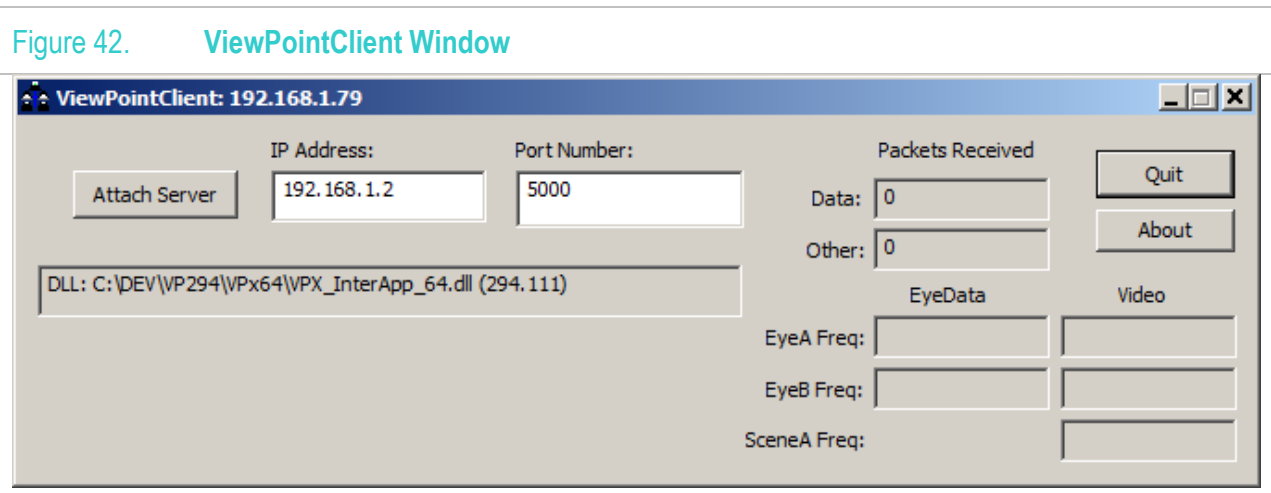 Figure 42. ViewPointClient Window
ViewPointClient: 192.168.1.79
IP Address: Port Number: Packets Received
Attach Server 192.168.1.2 5000 Quit
Data: 0
About
Other: 0
DLL: C:\DEV\VP294\VPx64\VPX_InterApp_64.dll (294.111)
EyeData Video
EyeA Freq:
EyeB Freq:
SceneA Freq: